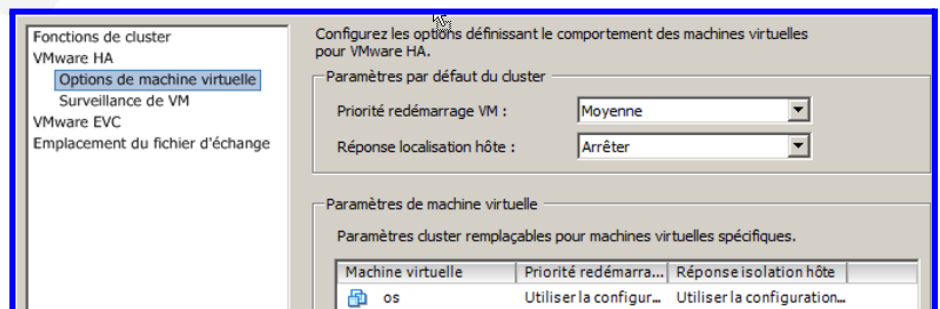 Fonctions de cluster
VMware HA
Options de machine virtuelle
Surveillance de VM
VMware EVC
Emplacement du fichier d'échange
Configurez les options définissant le comportement des machines virtuelles
pour VMware HA.
Paramètres par défaut du cluster
Priorité redémarrage VM :
Moyenne
Réponse localisation hôte :
Arrêter
Paramètres de machine virtuelle
Paramètres cluster remplaçables pour machines virtuelles spécifiques.
Machine virtuelle Priorité redémarra... Réponse isolation hôte
os Utiliser la configur... Utiliser la configuration...